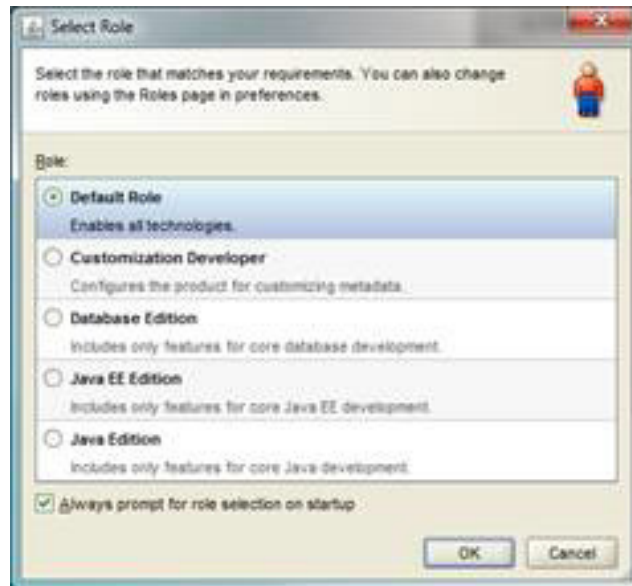 Select Role
Select the role that matches your requirements. You can also change
roles using the Roles page in preferences.
Role:
Default Role
Enables all technologies.
Customization Developer
Configures the product for customizing metadata.
Database Edition
Includes only features for core database development.
Java EE Edition
Includes only features for core Java EE development.
Java Edition
Includes only features for core Java development.
Always prompt for role selection on startup
OK
Cancel